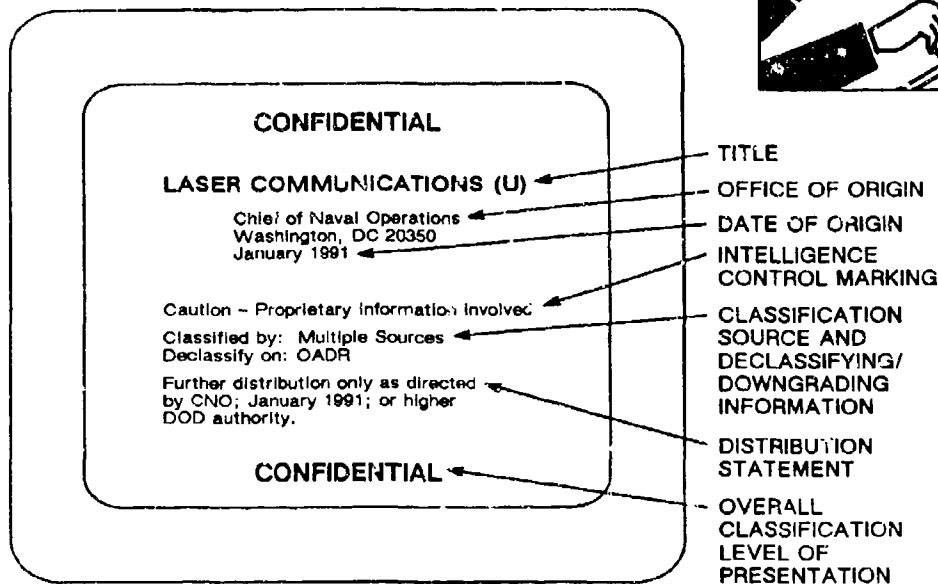 CONFIDENTIAL
LASER COMMUNICATIONS (U)
Chief of Naval Operations
Washington, DC 20350
January 1991
Caution – Proprietary Information Involved
Classified by: Multiple Sources
Declassify on: OADR
Further distribution only as directed
by CNO; January 1991; or higher
DOD authority.
CONFIDENTIAL
TITLE
OFFICE OF ORIGIN
DATE OF ORIGIN
INTELLIGENCE
CONTROL MARKING
CLASSIFICATION
SOURCE AND
DECLASSIFYING/
DOWNGRADING
INFORMATION
DISTRIBUTION
STATEMENT
OVERALL
CLASSIFICATION
LEVEL OF
PRESENTATION